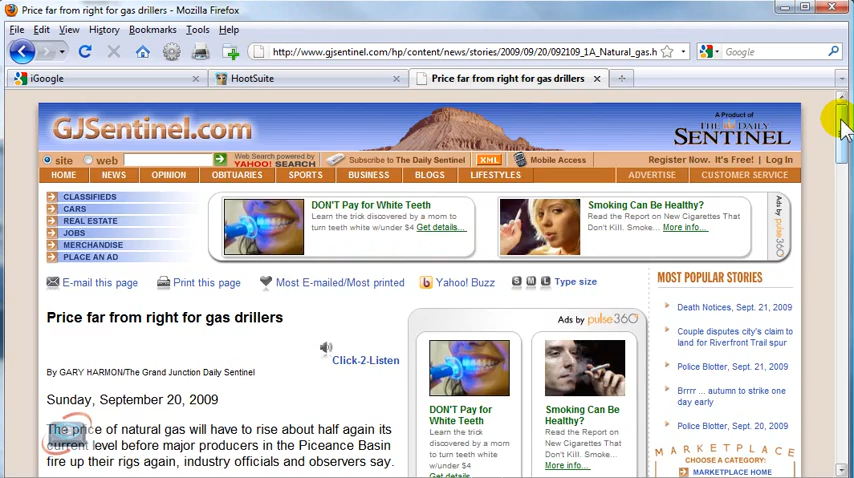 Price far from right for gas drillers - Mozilla Firefox
File Edit View History Bookmarks Tools Help
http://www.gjsentinel.com/hp/content/news/stories/2009/09/20/092109_1A_Natural_gas.h
Google
iGoogle HootSuite Price far from right for gas drillers
GJSentinel.com
A Product of
THE DAILY
SENTINEL
site web Web Search powered by YAHOO! SEARCH Subscribe to The Daily Sentinel XML Mobile Access Register Now. It's Free! | Log In
HOME NEWS OPINION OBITUARIES SPORTS BUSINESS BLOGS LIFESTYLES ADVERTISE CUSTOMER SERVICE
CLASSIFIEDS
CARS
REAL ESTATE
JOBS
MERCHANDISE
PLACE AN AD
DON'T Pay for White Teeth
Learn the trick discovered by a mom to
turn teeth white w/under $4 Get details...
Smoking Can Be Healthy?
Read the Report on New Cigarettes That
Don't Kill. Smoke... More info...
Ads by pulse360
E-mail this page Print this page Most E-mailed/Most printed Yahoo! Buzz S M L Type size
Price far from right for gas drillers
Click-2-Listen
By GARY HARMON/The Grand Junction Daily Sentinel
Sunday, September 20, 2009
The price of natural gas will have to rise about half again its
current level before major producers in the Piceance Basin
fire up their rigs again, industry officials and observers say.
Ads by pulse360
DON'T Pay for
White Teeth
Learn the trick
discovered by a
mom to turn
teeth white
w/under $4
Get details...
Smoking Can Be
Healthy?
Read the Report on
New Cigarettes That
Don't Kill. Smoke...
More info...
MOST POPULAR STORIES
Death Notices, Sept. 21, 2009
Couple disputes city's claim to
land for Riverfront Trail spur
Police Blotter, Sept. 21, 2009
Brrrr ... autumn to strike one
day early
Police Blotter, Sept. 20, 2009
MARKETPLACE
CHOOSE A CATEGORY:
MARKETPLACE HOME